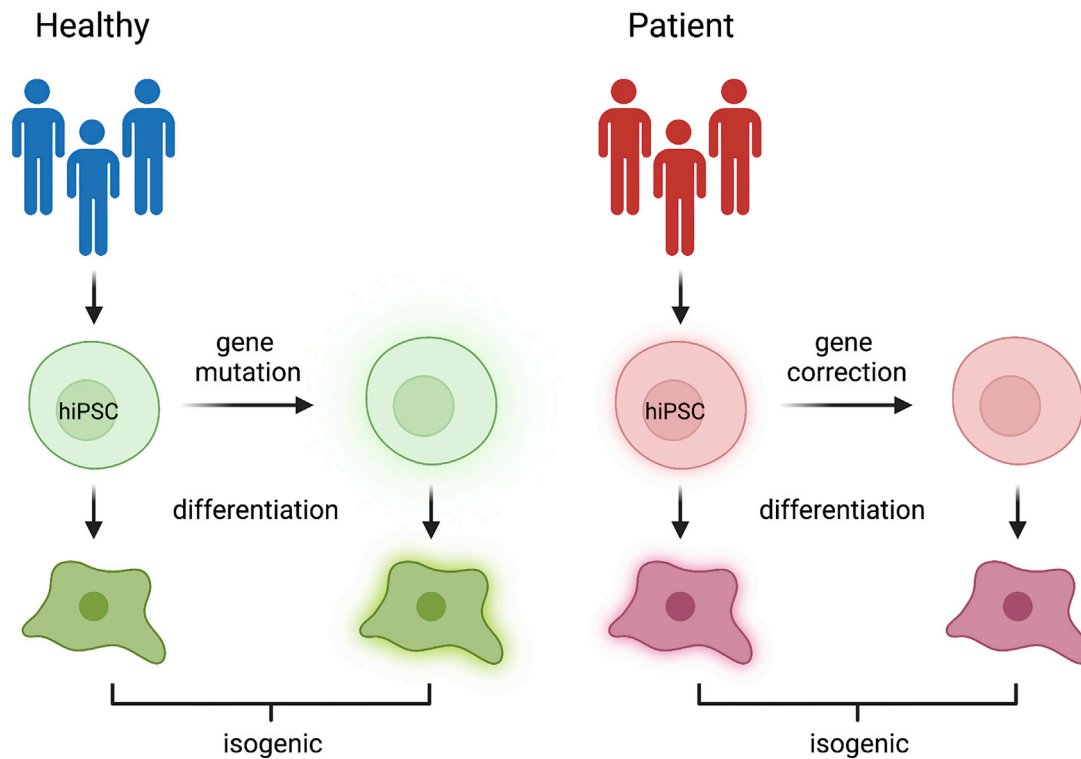 Healthy
Patient
gene
mutation
hiPSC
gene
correction
hiPSC
differentiation
differentiation
isogenic
isogenic